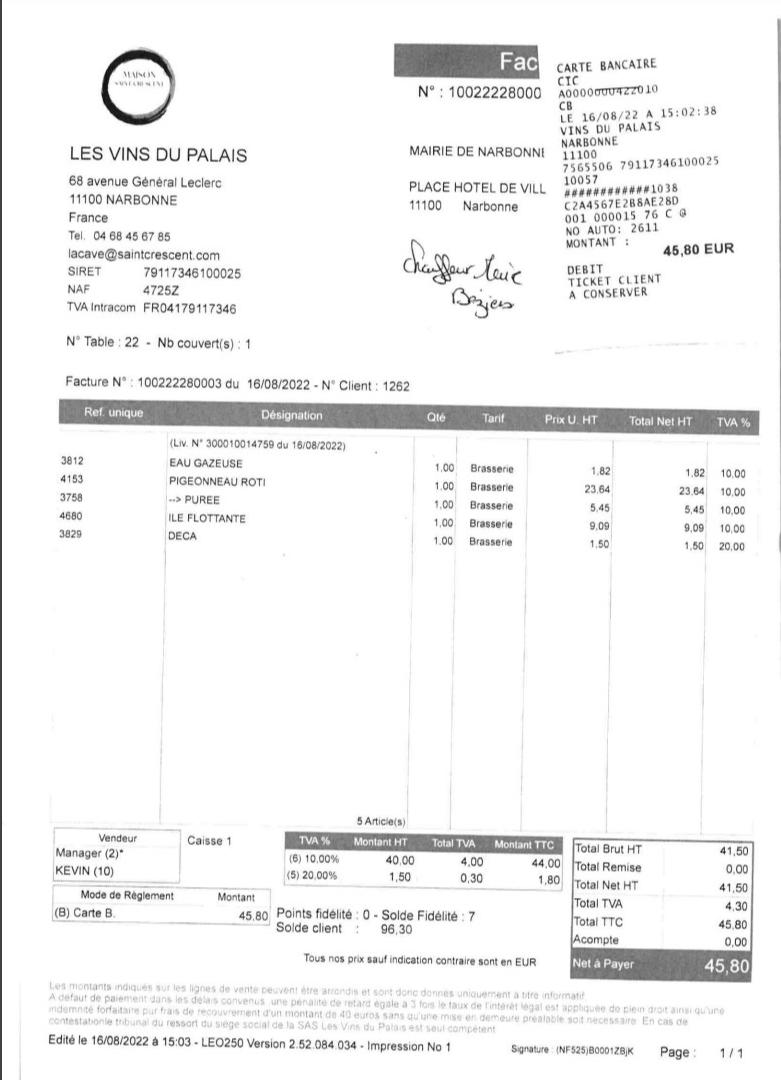 MAISON
SAINT CRESCENT
LES VINS DU PALAIS
68 avenue Général Leclerc
11100 NARBONNE
France
Tel. 04 68 45 67 85
lacave@saintcrescent.com
SIRET 79117346100025
NAF 4725Z
TVA Intracom FR04179117346
N° Table : 22 - Nb couvert(s) : 1
Fac
N° : 10022228000
MAIRIE DE NARBONNE
PLACE HOTEL DE VILL
11100 Narbonne
Chauffeur Maire
Béziers
CARTE BANCAIRE
CIC
A0000000422010
CB
LE 16/08/22 A 15:02:38
VINS DU PALAIS
NARBONNE
11100
7565506 79117346100025
10057
############1038
C2A4567E2B8AE28D
001 000015 76 C @
NO AUTO: 2611
MONTANT :
45,80 EUR
DEBIT
TICKET CLIENT
A CONSERVER
Facture N° : 100222280003 du 16/08/2022 - N° Client : 1262
Ref. unique Désignation Qté Tarif Prix U. HT Total Net HT TVA %
(Liv. N° 300010014759 du 16/08/2022)
3812 EAU GAZEUSE 1,00 Brasserie 1,82 1,82 10,00
4153 PIGEONNEAU ROTI 1,00 Brasserie 23,64 23,64 10,00
3758 --> PUREE 1,00 Brasserie 5,45 5,45 10,00
4680 ILE FLOTTANTE 1,00 Brasserie 9,09 9,09 10,00
3829 DECA 1,00 Brasserie 1,50 1,50 20,00
5 Article(s)
Vendeur
Manager (2)*
KEVIN (10)
Caisse 1
Mode de Règlement Montant
(B) Carte B. 45,80
TVA % Montant HT Total TVA Montant TTC
(6) 10,00% 40,00 4,00 44,00
(5) 20,00% 1,50 0,30 1,80
Points fidélité : 0 - Solde Fidélité : 7
Solde client : 96,30
Tous nos prix sauf indication contraire sont en EUR
Total Brut HT 41,50
Total Remise 0,00
Total Net HT 41,50
Total TVA 4,30
Total TTC 45,80
Acompte 0,00
Net à Payer 45,80
Les montants indiqués sur les lignes de vente peuvent être arrondis et sont donc donnés uniquement à titre informatif
A défaut de paiement dans les délais convenus, une pénalité de retard égale à 3 fois le taux de l'intérêt légal est appliquée de plein droit ainsi qu'une
indemnité forfaitaire pur frais de recouvrement d'un montant de 40 euros sans qu'une mise en demeure préalable soit nécessaire. En cas de
contestationle tribunal du ressort du siège social de la SAS Les Vins du Palais est seul compétent
Edité le 16/08/2022 à 15:03 - LEO250 Version 2.52.084.034 - Impression No 1
Signature : (NF525)B0001ZBjK
Page : 1 / 1